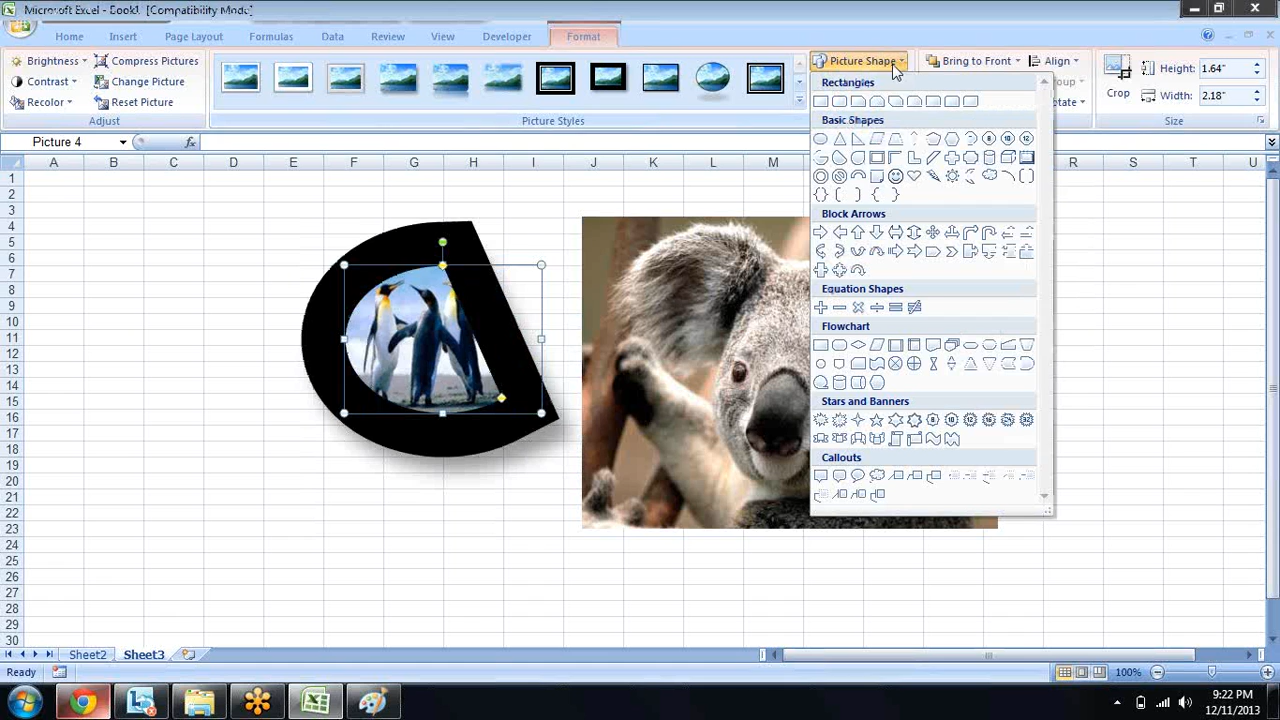 Microsoft Excel - Book1 [Compatibility Mode]
Home Insert Page Layout Formulas Data Review View Developer Format
Brightness Compress Pictures Picture Shape Bring to Front Align Height: 1.64"
Contrast Change Picture
Recolor Reset Picture Crop Width: 2.18"
Adjust Picture Styles Size
Rectangles
Basic Shapes
Block Arrows
Equation Shapes
Flowchart
Stars and Banners
Callouts
Picture 4 fx
A B C D E F G H I J K L M R S T U
1
2
3
4
5
6
7
8
9
10
11
12
13
14
15
16
17
18
19
20
21
22
23
24
25
26
27
28
29
30
Sheet2 Sheet3
Ready 100%
9:22 PM
12/11/2013